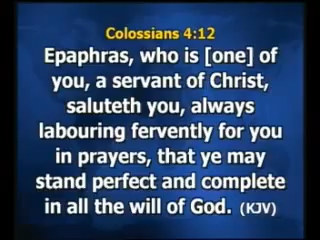 Colossians 4:12
Epaphras, who is [one] of
you, a servant of Christ,
saluteth you, always
labouring fervently for you
in prayers, that ye may
stand perfect and complete
in all the will of God. (KJV)